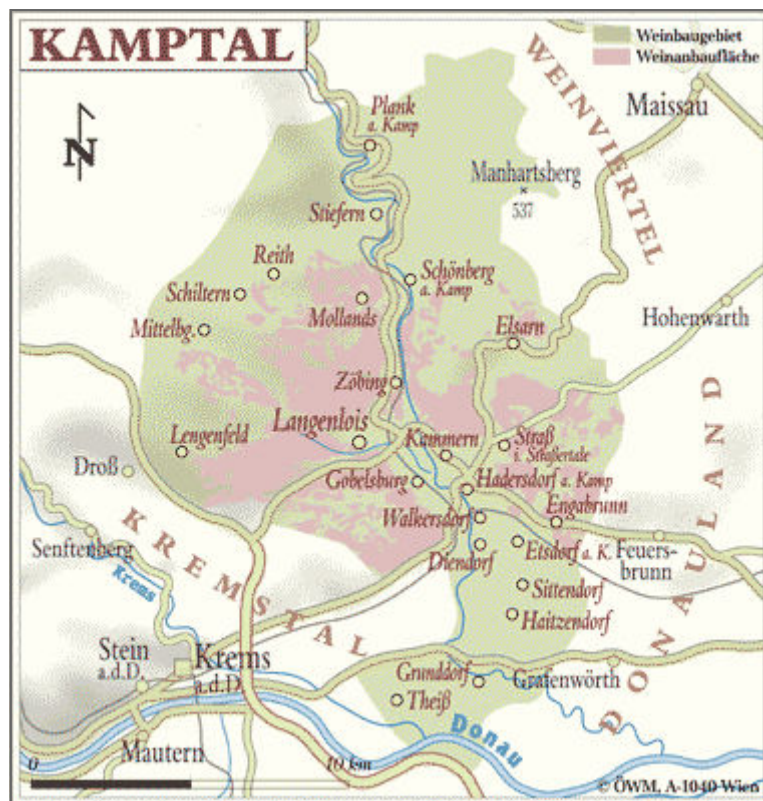 KAMPTAL
Weinbaugebiet
Weinanbaufläche
N
WEINVIERTEL
Maissau
Plank
a. Kamp
Manhartsberg
537
Stiefern
Reith
Schönberg
a. Kamp
Schiltern
Mollands
Hohenwarth
Mittelbg.
Elsarn
Zöbing
Langenlois
Lengenfeld
Kammern
Straß
i. Straßertale
Droß
Gobelsburg
Hadersdorf a. Kamp
Walkersdorf
Engabrunn
Senftenberg
Diendorf
Etsdorf a. K.
Feuers-
brunn
Krems
KREMSTAL
DONAULAND
Sittendorf
Haitzendorf
Stein
a.d.D.
Krems
a.d.D.
Grunddorf
Grafenwörth
Theiß
Donau
Mautern
0
10 km
© ÖWM, A-1040 Wien